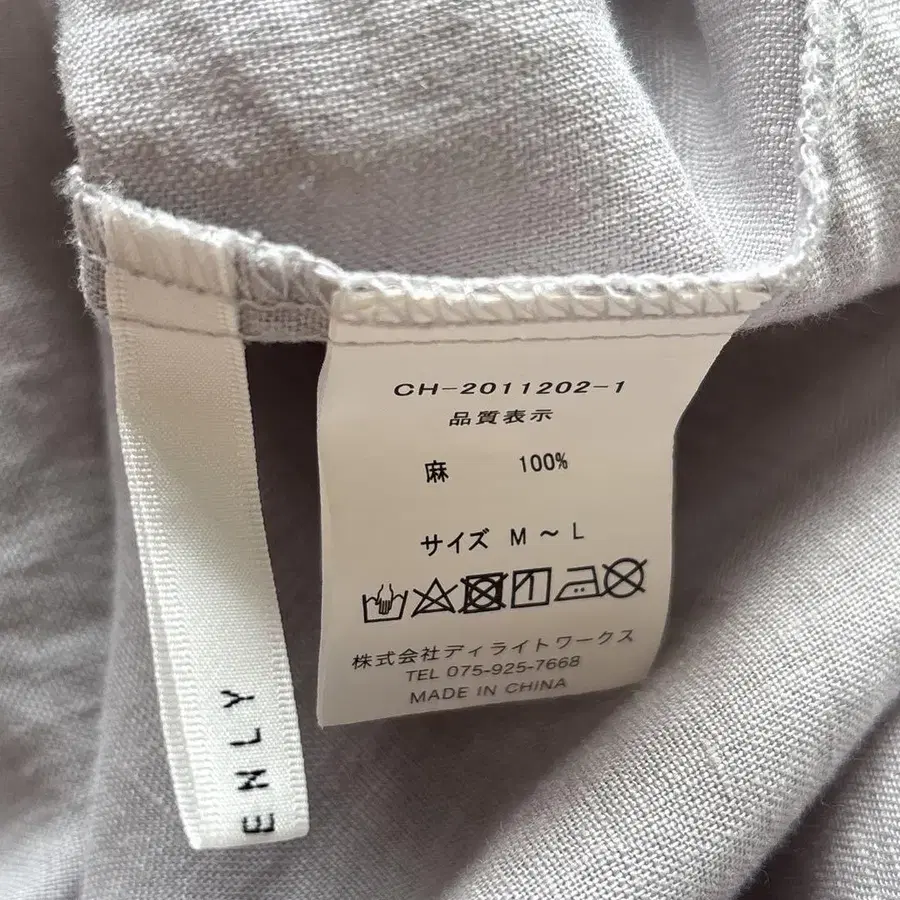 CH-2011202-1
品質表示
麻 100%
サイズ M～L
株式会社ディライトワークス
TEL 075-925-7668
MADE IN CHINA
ENLY